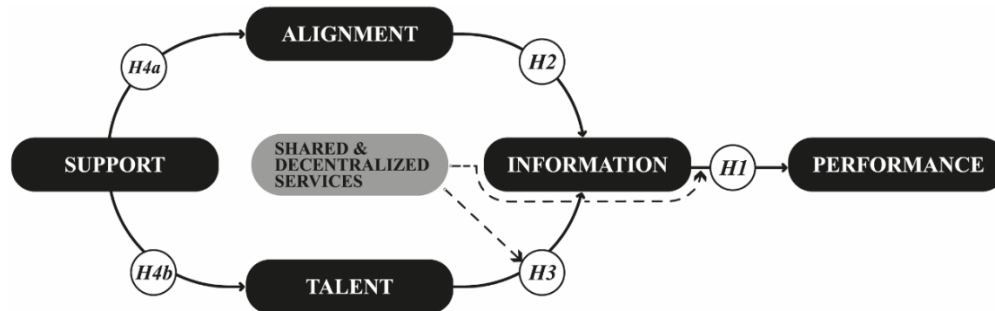 ALIGNMENT
H4a
H2
SUPPORT
SHARED &
DECENTRALIZED
SERVICES
INFORMATION
H1
PERFORMANCE
H4b
TALENT
H3